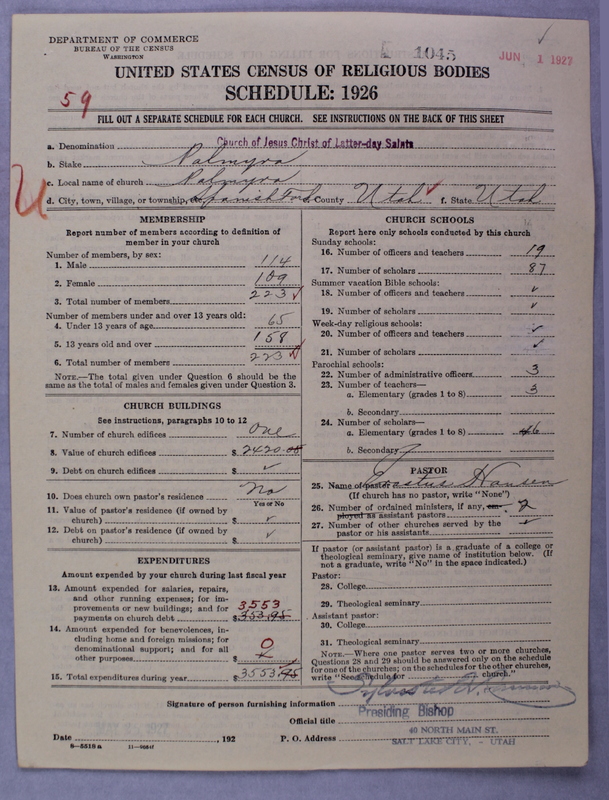 DEPARTMENT OF COMMERCE
BUREAU OF THE CENSUS
WASHINGTON
1045
JUN 1 1927
UNITED STATES CENSUS OF RELIGIOUS BODIES
SCHEDULE: 1926
59
FILL OUT A SEPARATE SCHEDULE FOR EACH CHURCH. SEE INSTRUCTIONS ON THE BACK OF THIS SHEET
a. Denomination Church of Jesus Christ of Latter-day Saints
b. Stake Palmyra
c. Local name of church Palmyra
d. City, town, village, or township, Spanish Fork County Utah f. State Utah
MEMBERSHIP
Report number of members according to definition of
member in your church
Number of members, by sex:
1. Male 114
2. Female 109
3. Total number of members 223
Number of members under and over 13 years old:
4. Under 13 years of age 65
5. 13 years old and over 158
6. Total number of members 223
NOTE.—The total given under Question 6 should be the
same as the total of males and females given under Question 3.
CHURCH BUILDINGS
See instructions, paragraphs 10 to 12
7. Number of church edifices One
8. Value of church edifices $ 2420.
9. Debt on church edifices $ ✓
10. Does church own pastor's residence No
Yes or No
11. Value of pastor's residence (if owned by
church) $ ✓
12. Debt on pastor's residence (if owned by
church) $ ✓
EXPENDITURES
Amount expended by your church during last fiscal year
13. Amount expended for salaries, repairs,
and other running expenses; for im-
provements or new buildings; and for
payments on church debt $ 3553
353.95
14. Amount expended for benevolences, in-
cluding home and foreign missions; for
denominational support; and for all
other purposes $ 0
15. Total expenditures during year $ 3553.95
CHURCH SCHOOLS
Report here only schools conducted by this church
Sunday schools:
16. Number of officers and teachers 19
17. Number of scholars 87
Summer vacation Bible schools:
18. Number of officers and teachers ✓
19. Number of scholars ✓
Week-day religious schools:
20. Number of officers and teachers ✓
21. Number of scholars ✓
Parochial schools:
22. Number of administrative officers 3
23. Number of teachers—
a. Elementary (grades 1 to 8) 3
b. Secondary
24. Number of scholars—
a. Elementary (grades 1 to 8) 46
b. Secondary
PASTOR
25. Name of pastor Hansen
(If church has no pastor, write "None")
26. Number of ordained ministers, if any, em- 2
ployed as assistant pastors
27. Number of other churches served by the
pastor or his assistants ✓
If pastor (or assistant pastor) is a graduate of a college or
theological seminary, give name of institution below. (If
not a graduate, write "No" in the space indicated.)
Pastor:
28. College
29. Theological seminary
Assistant pastor:
30. College
31. Theological seminary
NOTE.—Where one pastor serves two or more churches,
Questions 28 and 29 should be answered only on the schedule
for one of the churches; on the schedules for the other churches,
write "See schedule for church."
Signature of person furnishing information
Official title Presiding Bishop
Date , 192 P. O. Address 40 NORTH MAIN ST.
SALT LAKE CITY, - UTAH
8-5518 a